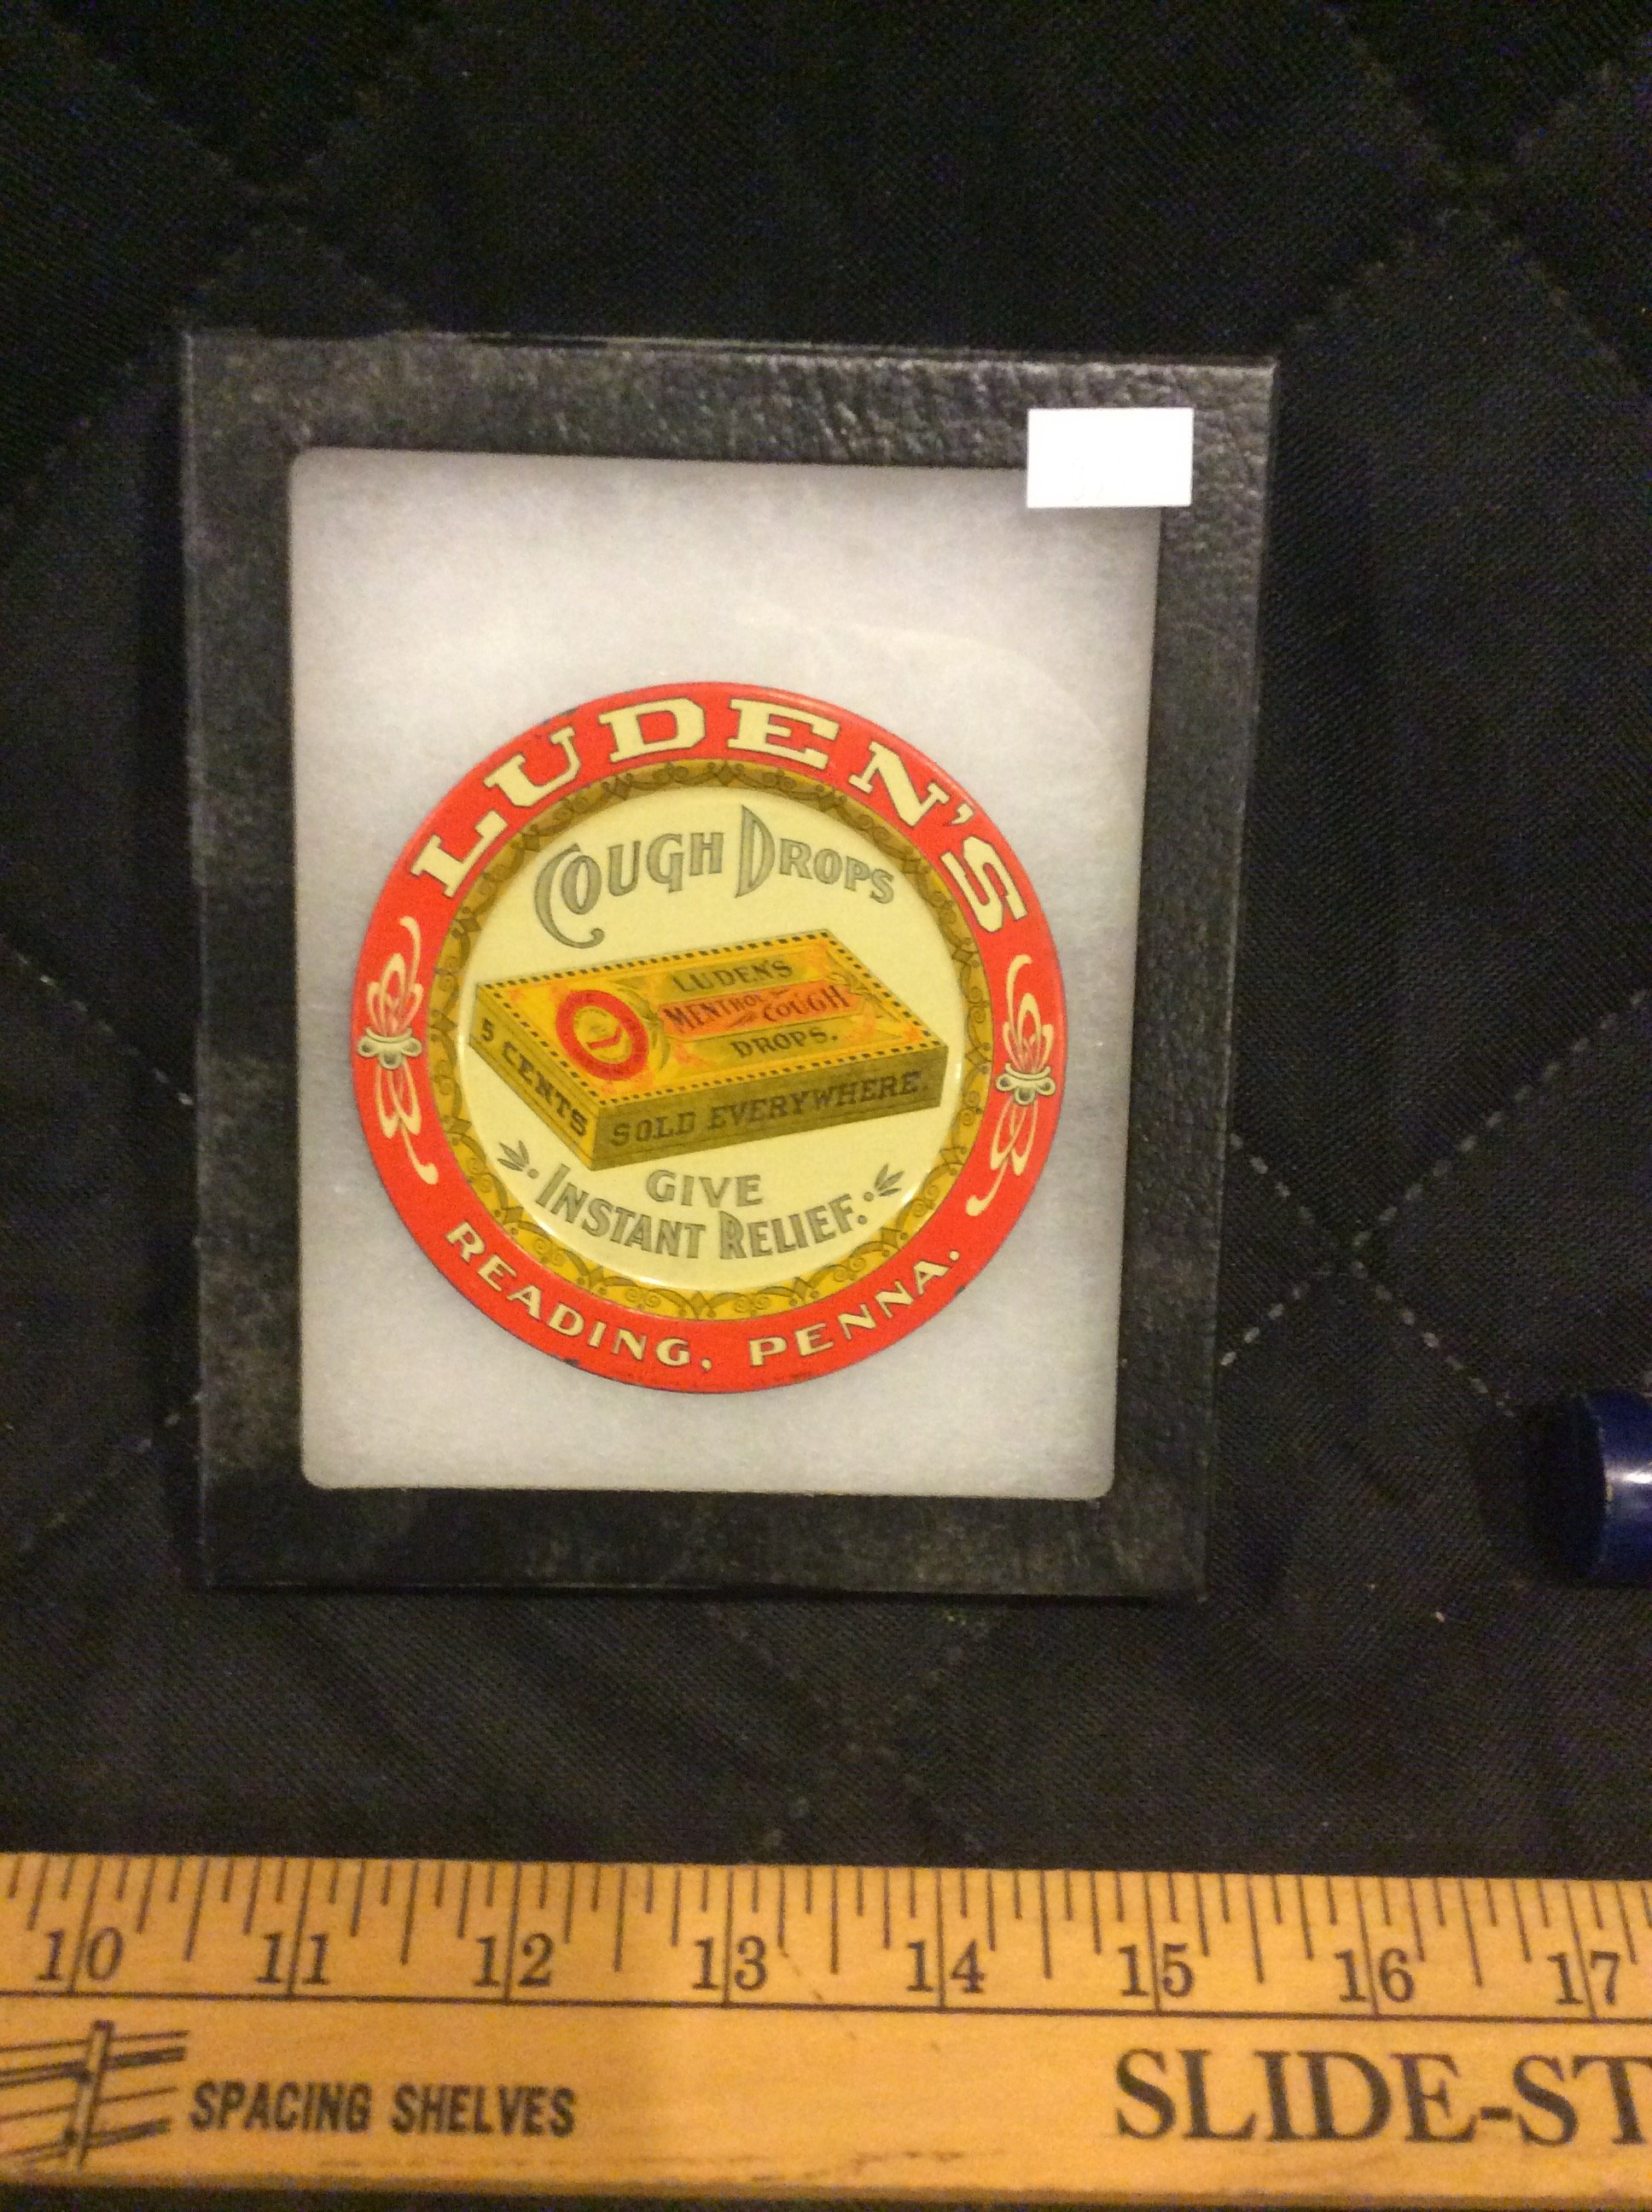 LUDEN'S
COUGH DROPS
LUDEN'S
MENTHOL
COUGH
DROPS.
5 CENTS
SOLD EVERYWHERE.
GIVE
INSTANT RELIEF.
READING, PENNA.
10 11 12 13 14 15 16 17
SPACING SHELVES
SLIDE-ST